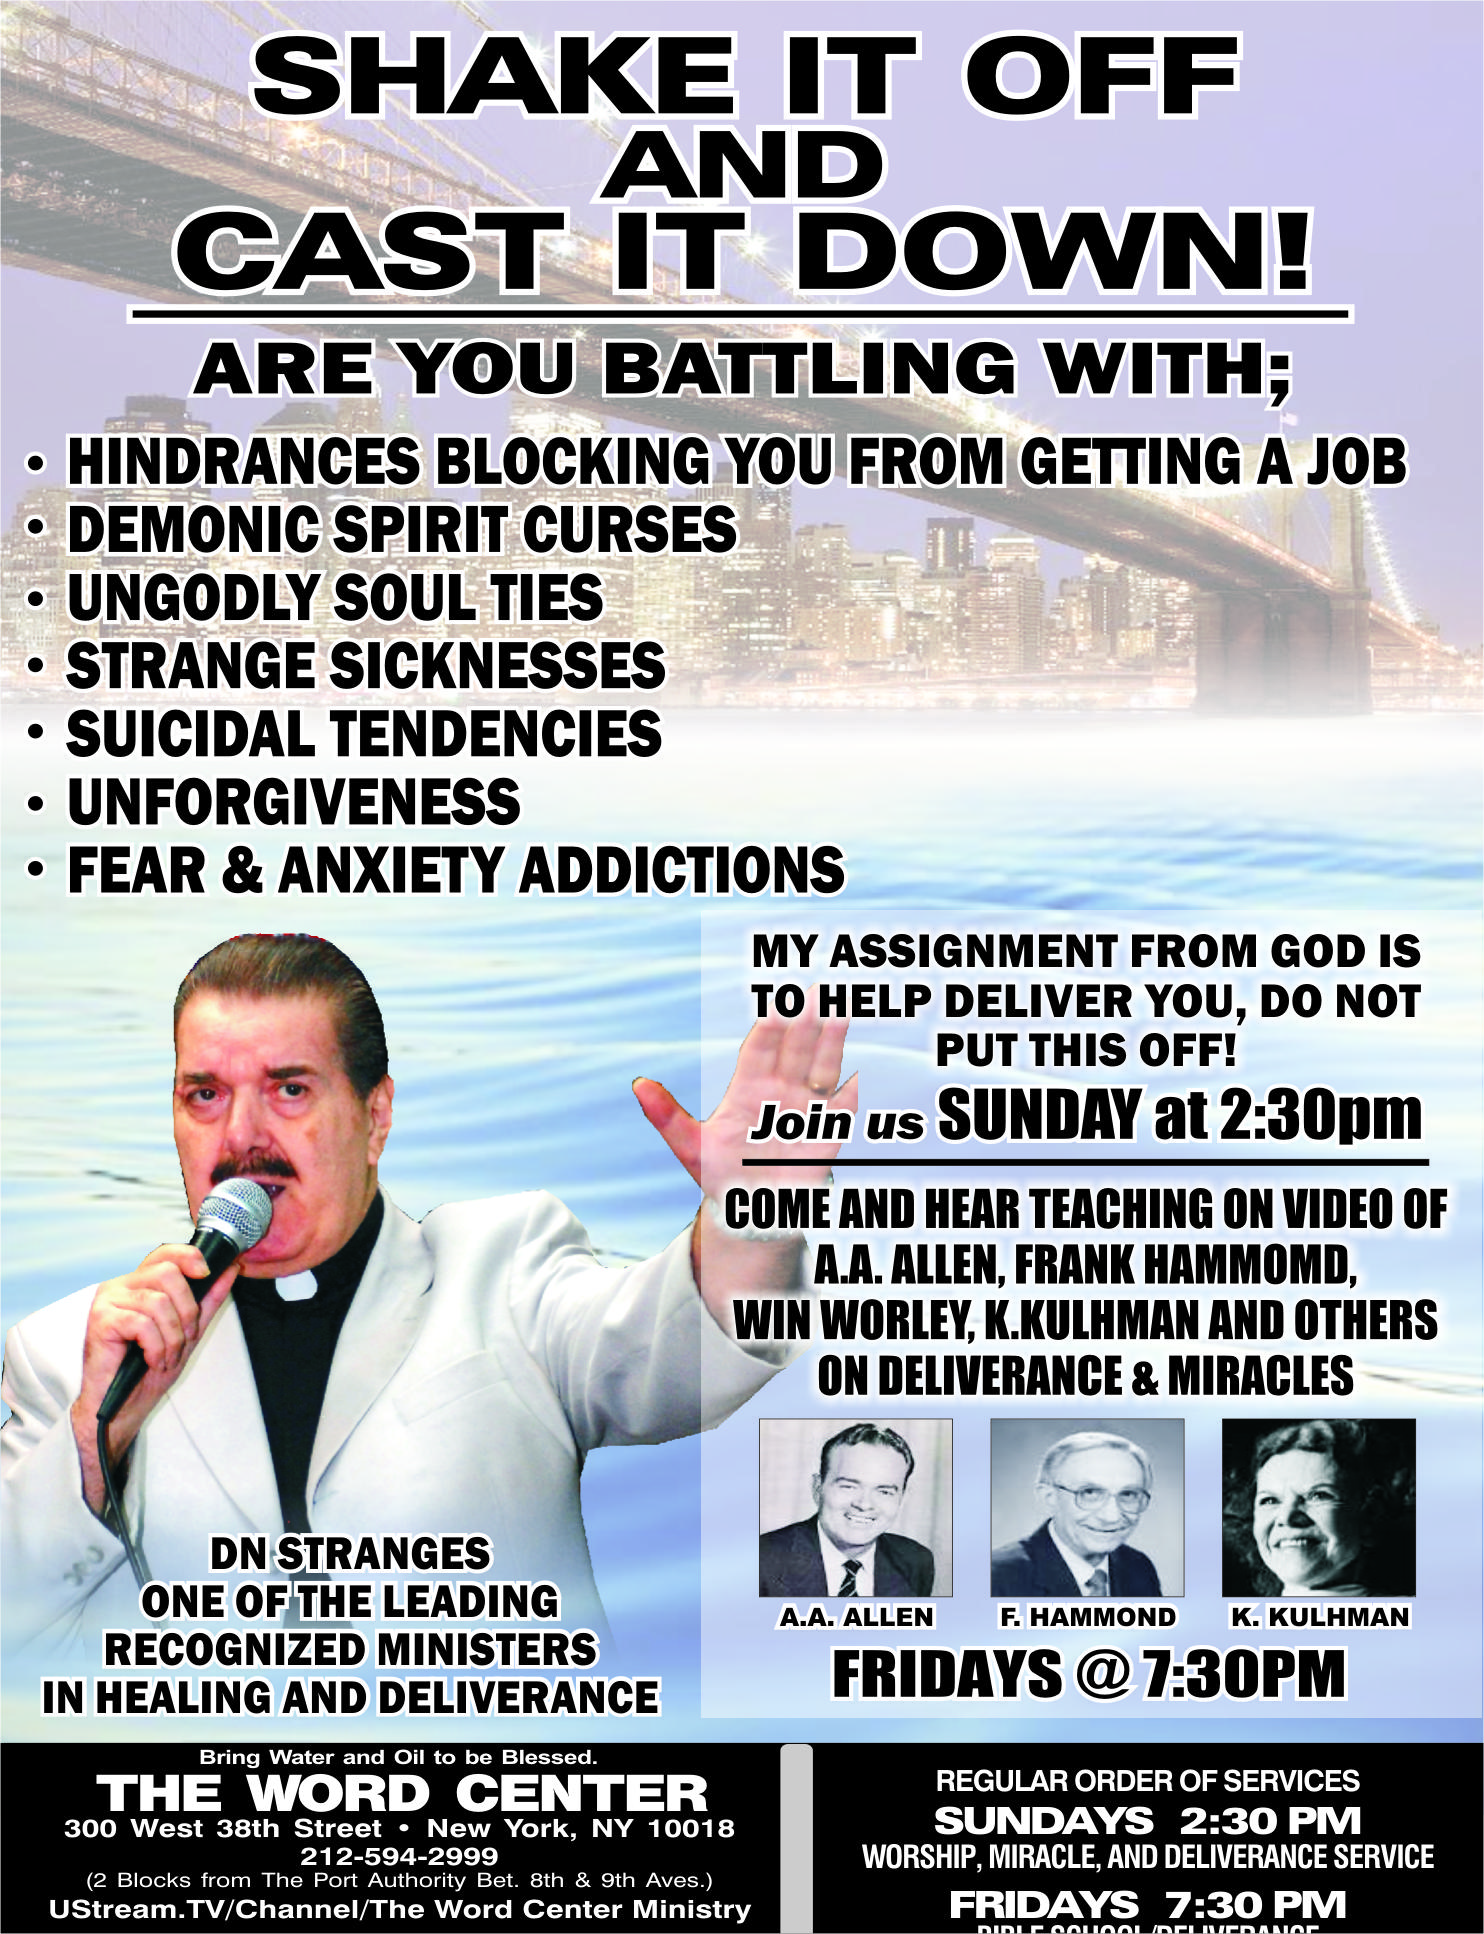 SHAKE IT OFF
AND
CAST IT DOWN!
ARE YOU BATTLING WITH;
• HINDRANCES BLOCKING YOU FROM GETTING A JOB
• DEMONIC SPIRIT CURSES
• UNGODLY SOUL TIES
• STRANGE SICKNESSES
• SUICIDAL TENDENCIES
• UNFORGIVENESS
• FEAR & ANXIETY ADDICTIONS
MY ASSIGNMENT FROM GOD IS
TO HELP DELIVER YOU, DO NOT
PUT THIS OFF!
Join us SUNDAY at 2:30pm
COME AND HEAR TEACHING ON VIDEO OF
A.A. ALLEN, FRANK HAMMOMD,
WIN WORLEY, K.KULHMAN AND OTHERS
ON DELIVERANCE & MIRACLES
A.A. ALLEN
F. HAMMOND
K. KULHMAN
FRIDAYS @ 7:30PM
DN STRANGES
ONE OF THE LEADING
RECOGNIZED MINISTERS
IN HEALING AND DELIVERANCE
Bring Water and Oil to be Blessed.
THE WORD CENTER
300 West 38th Street • New York, NY 10018
212-594-2999
(2 Blocks from The Port Authority Bet. 8th & 9th Aves.)
UStream.TV/Channel/The Word Center Ministry
REGULAR ORDER OF SERVICES
SUNDAYS 2:30 PM
WORSHIP, MIRACLE, AND DELIVERANCE SERVICE
FRIDAYS 7:30 PM
BIBLE SCHOOL/DELIVERANCE